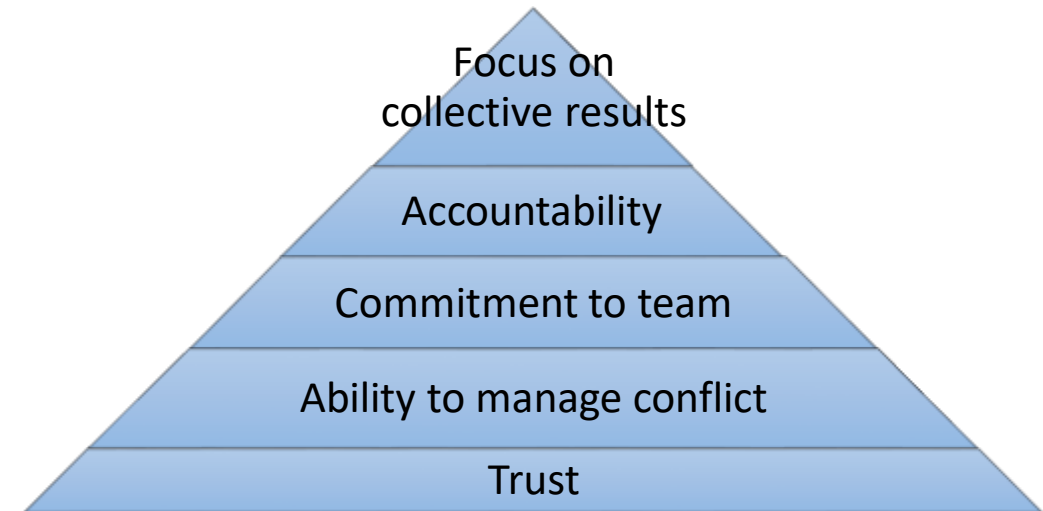 Focus on
collective results
Accountability
Commitment to team
Ability to manage conflict
Trust